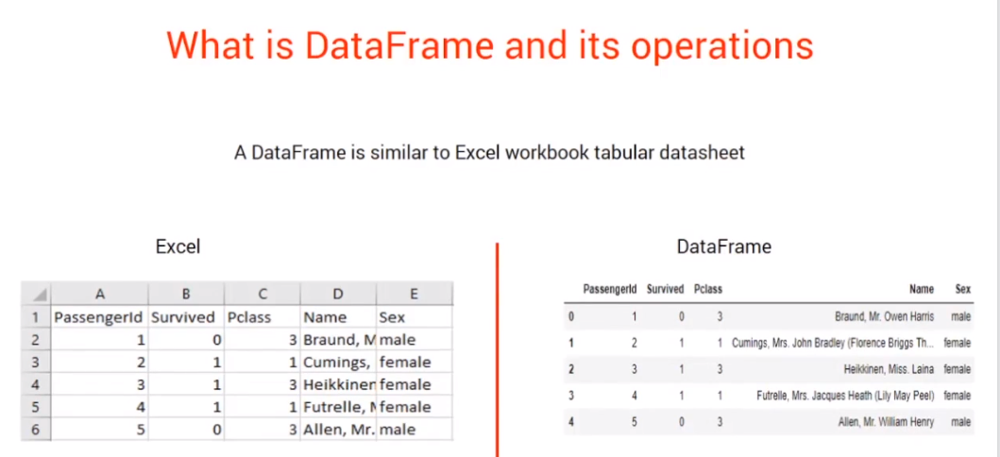 What is DataFrame and its operations
A DataFrame is similar to Excel workbook tabular datasheet
Excel
A B C D E
1 PassengerId Survived Pclass Name Sex
2 1 0 3 Braund, M male
3 2 1 1 Cumings, female
4 3 1 3 Heikkinen female
5 4 1 1 Futrelle, M female
6 5 0 3 Allen, Mr. male
DataFrame
PassengerId Survived Pclass Name Sex
0 1 0 3 Braund, Mr. Owen Harris male
1 2 1 1 Cumings, Mrs. John Bradley (Florence Briggs Th... female
2 3 1 3 Heikkinen, Miss. Laina female
3 4 1 1 Futrelle, Mrs. Jacques Heath (Lily May Peel) female
4 5 0 3 Allen, Mr. William Henry male